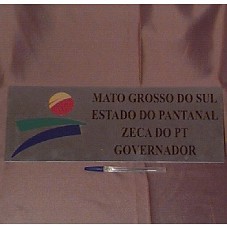 MATO GROSSO DO SUL
ESTADO DO PANTANAL
ZECA DO PT
GOVERNADOR